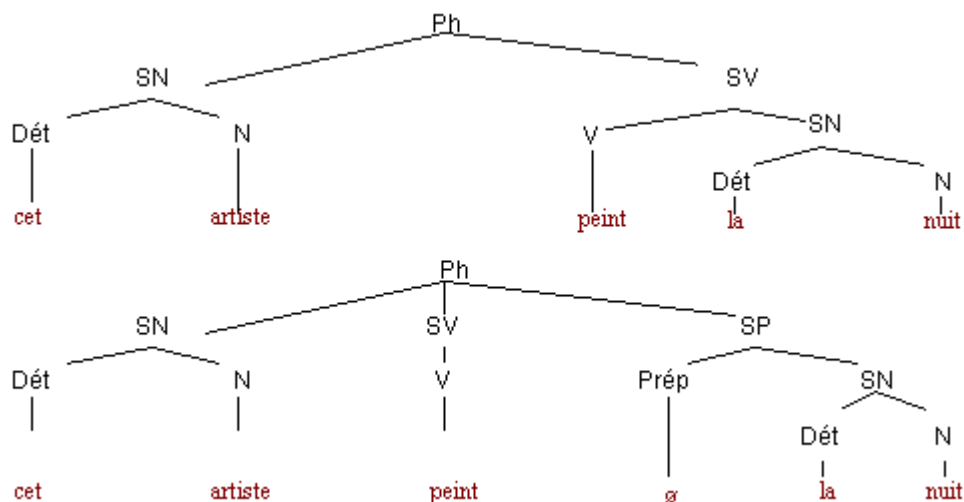 Ph
SN SV
Dét N V SN
Dét N
cet artiste peint la nuit
Ph
SN SV SP
Dét N V Prép SN
Dét N
cet artiste peint ø la nuit